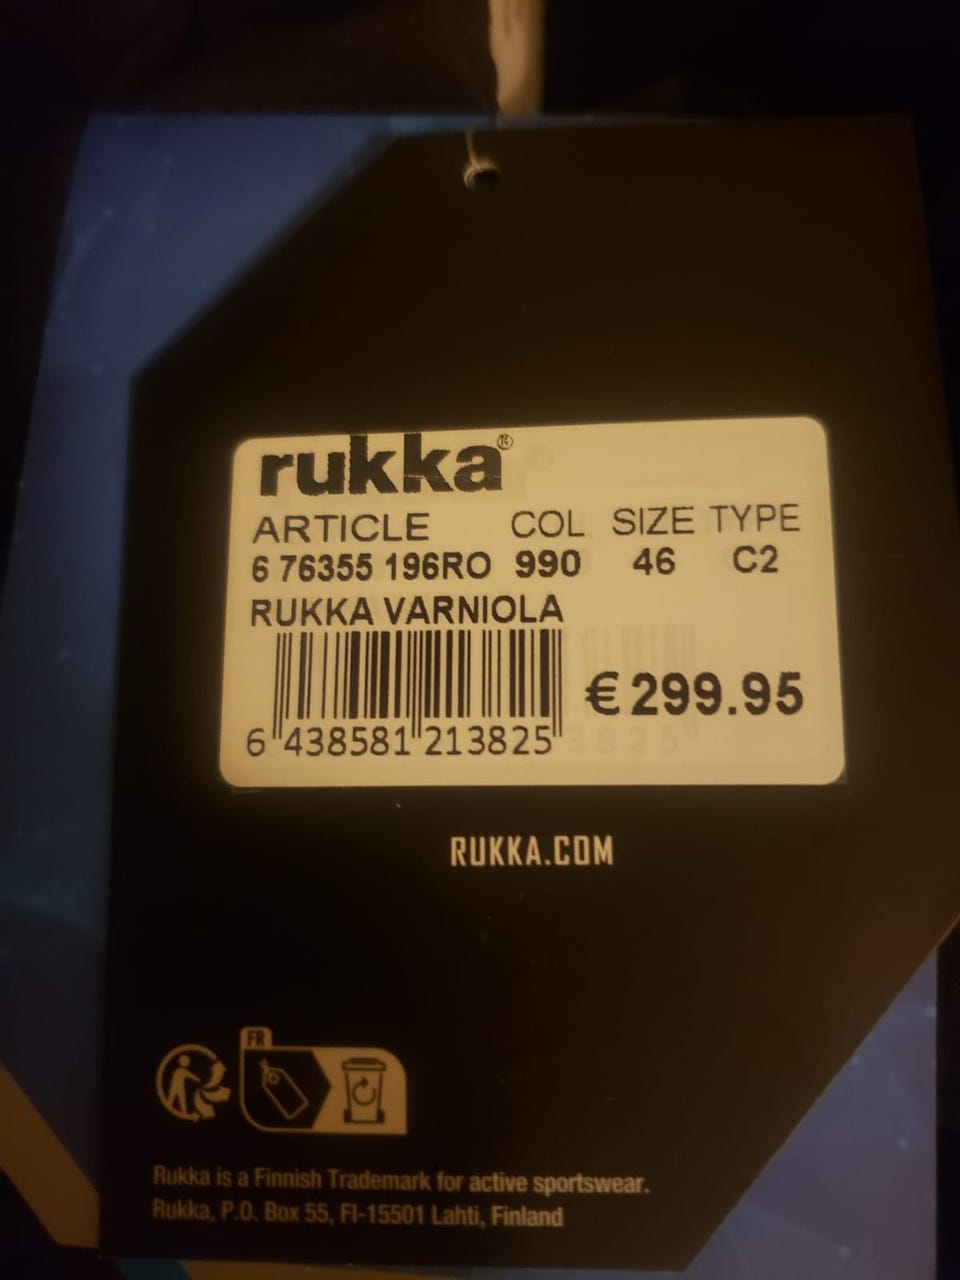 rukka®
ARTICLE COL SIZE TYPE
6 76355 196RO 990 46 C2
RUKKA VARNIOLA
€299.95
6 438581 213825
RUKKA.COM
FR
Rukka is a Finnish Trademark for active sportswear.
Rukka, P.O. Box 55, FI-15501 Lahti, Finland